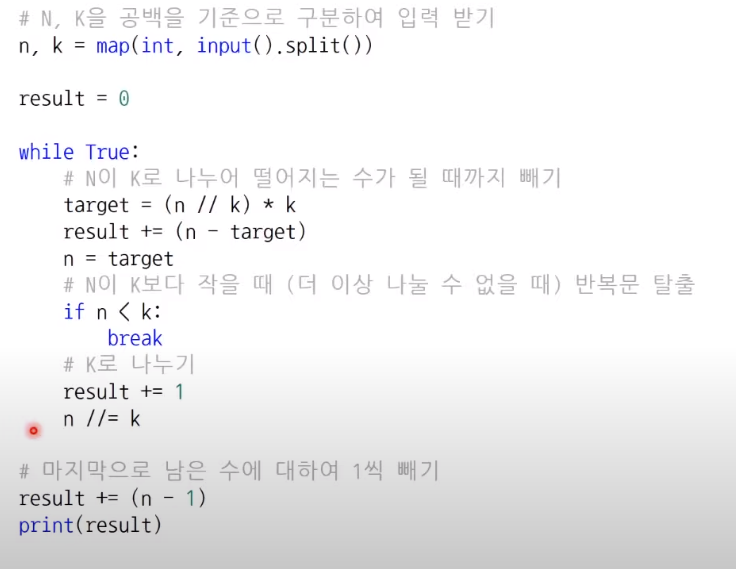 # N, K을 공백을 기준으로 구분하여 입력 받기
n, k = map(int, input().split())

result = 0

while True:
    # N이 K로 나누어 떨어지는 수가 될 때까지 빼기
    target = (n // k) * k
    result += (n - target)
    n = target
    # N이 K보다 작을 때 (더 이상 나눌 수 없을 때) 반복문 탈출
    if n < k:
        break
    # K로 나누기
    result += 1
    n //= k

# 마지막으로 남은 수에 대하여 1씩 빼기
result += (n - 1)
print(result)